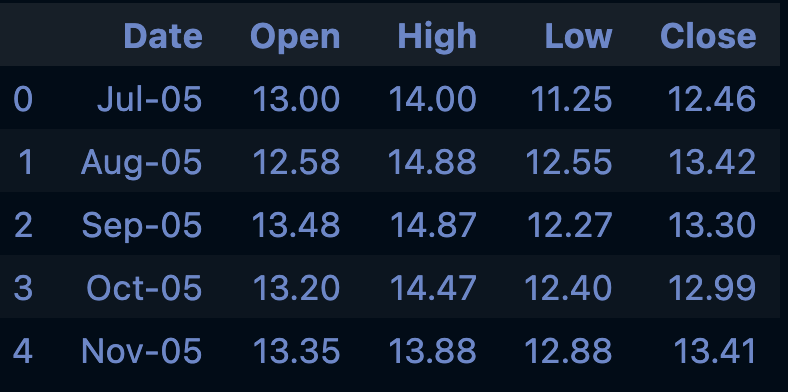 Date Open High Low Close
0 Jul-05 13.00 14.00 11.25 12.46
1 Aug-05 12.58 14.88 12.55 13.42
2 Sep-05 13.48 14.87 12.27 13.30
3 Oct-05 13.20 14.47 12.40 12.99
4 Nov-05 13.35 13.88 12.88 13.41